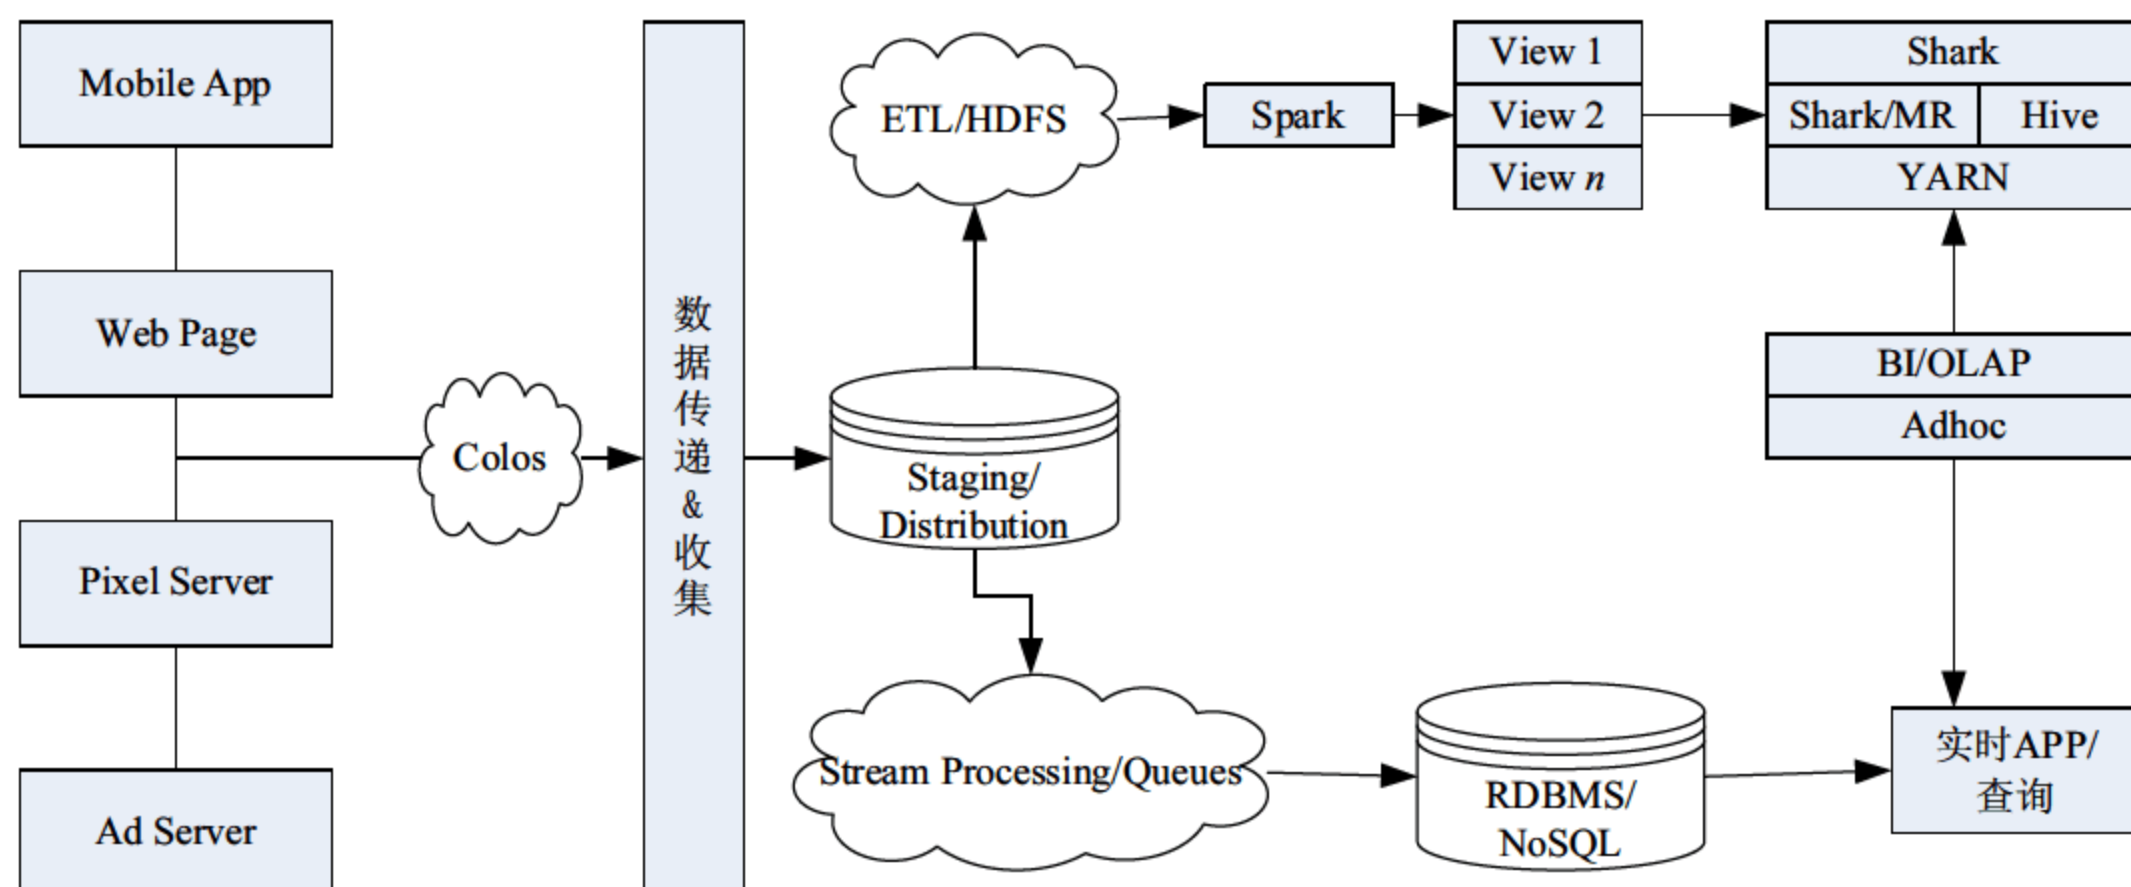 Mobile App
Web Page
Pixel Server
Ad Server
Colos
数
据
传
递
&
收
集
Staging/
Distribution
ETL/HDFS
Spark
View 1
View 2
View n
Shark
Shark/MR
Hive
YARN
BI/OLAP
Adhoc
Stream Processing/Queues
RDBMS/
NoSQL
实时APP/
查询